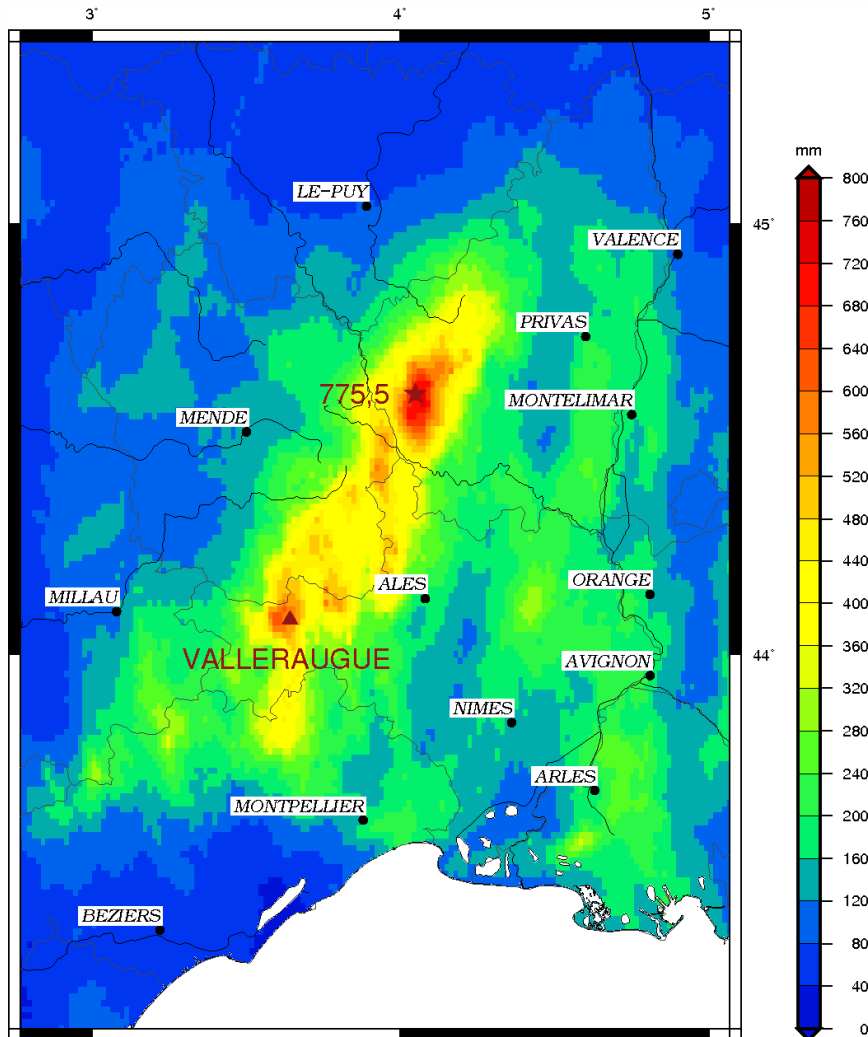 3°
4°
5°
mm
800
760
720
680
640
600
560
520
480
440
400
360
320
280
240
200
160
120
80
40
0
45°
44°
LE-PUY
VALENCE
PRIVAS
775,5
MONTELIMAR
MENDE
ALES
ORANGE
MILLAU
VALLERAUGUE
AVIGNON
NIMES
ARLES
MONTPELLIER
BEZIERS